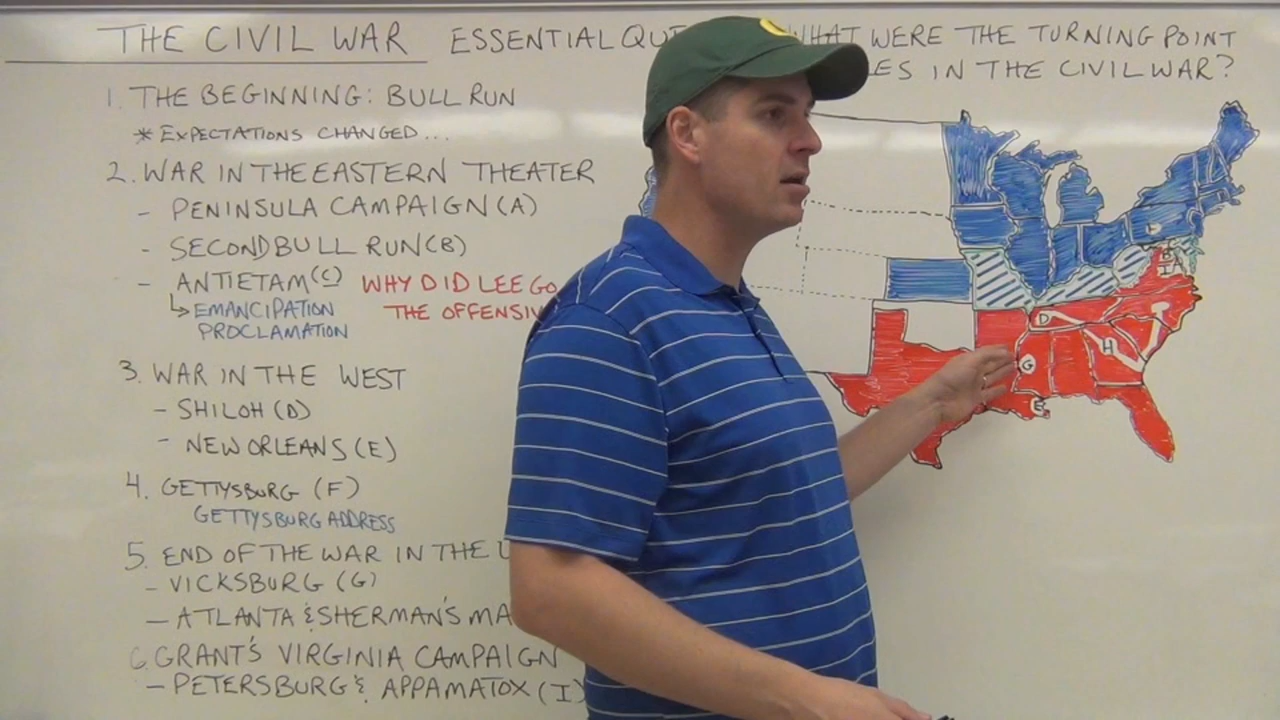 THE CIVIL WAR ESSENTIAL QUE WHAT WERE THE TURNING POINT
ES IN THE CIVIL WAR?
1. THE BEGINNING: BULL RUN
* EXPECTATIONS CHANGED...
2. WAR IN THE EASTERN THEATER
- PENINSULA CAMPAIGN (A)
- SECOND BULL RUN (B)
- ANTIETAM (C) WHY DID LEE GO
EMANCIPATION THE OFFENSIV
PROCLAMATION
3. WAR IN THE WEST
- SHILOH (D)
- NEW ORLEANS (E)
4. GETTYSBURG (F)
GETTYSBURG ADDRESS
5. END OF THE WAR IN THE
- VICKSBURG (G)
- ATLANTA & SHERMAN'S MA
6. GRANT'S VIRGINIA CAMPAIGN
- PETERSBURG & APPAMATOX (I)
D
H
G
E